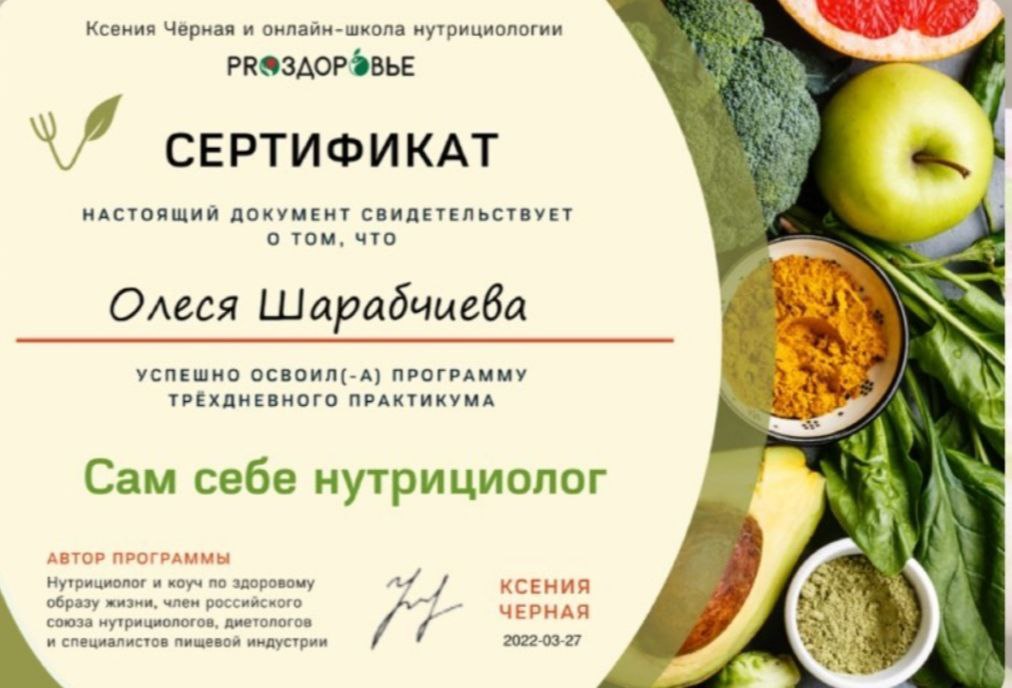 Ксения Чёрная и онлайн-школа нутрициологии
PROЗДОРОВЬЕ
СЕРТИФИКАТ
НАСТОЯЩИЙ ДОКУМЕНТ СВИДЕТЕЛЬСТВУЕТ
О ТОМ, ЧТО
Олеся Шарабчиева
УСПЕШНО ОСВОИЛ(-А) ПРОГРАММУ
ТРЁХДНЕВНОГО ПРАКТИКУМА
Сам себе нутрициолог
АВТОР ПРОГРАММЫ
Нутрициолог и коуч по здоровому
образу жизни, член российского
союза нутрициологов, диетологов
и специалистов пищевой индустрии
КСЕНИЯ
ЧЕРНАЯ
2022-03-27